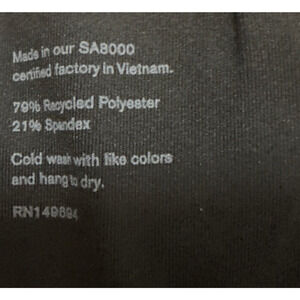 Made in our SA8000
certified factory in Vietnam.
79% Recycled Polyester
21% Spandex
Cold wash with like colors
and hang to dry.
RN149894